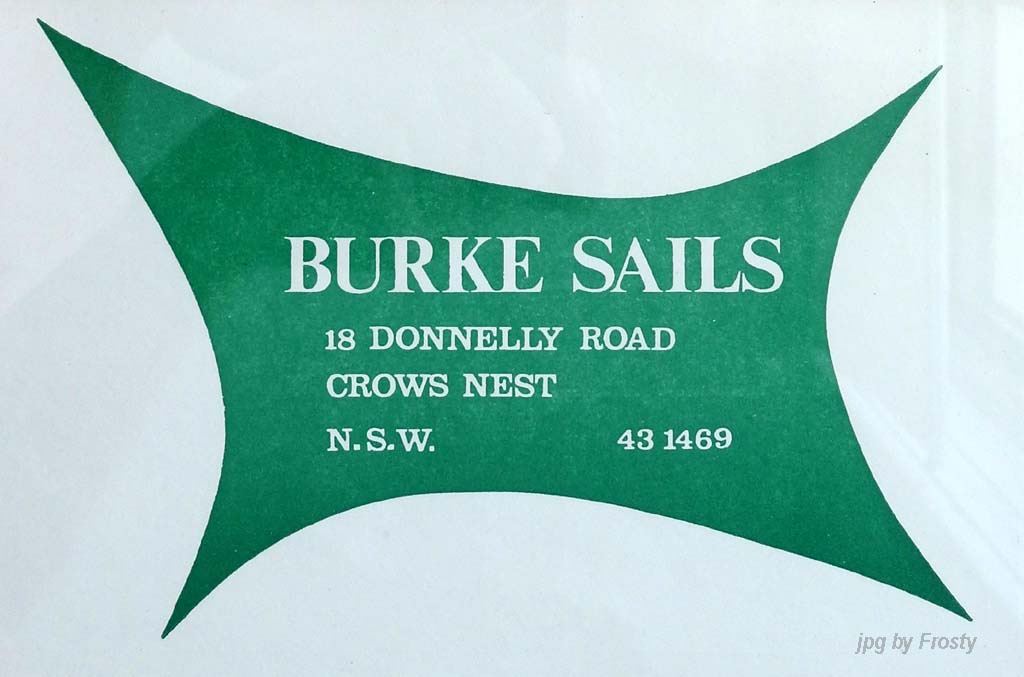 BURKE SAILS
18 DONNELLY ROAD
CROWS NEST
N.S.W. 43 1469
jpg by Frosty